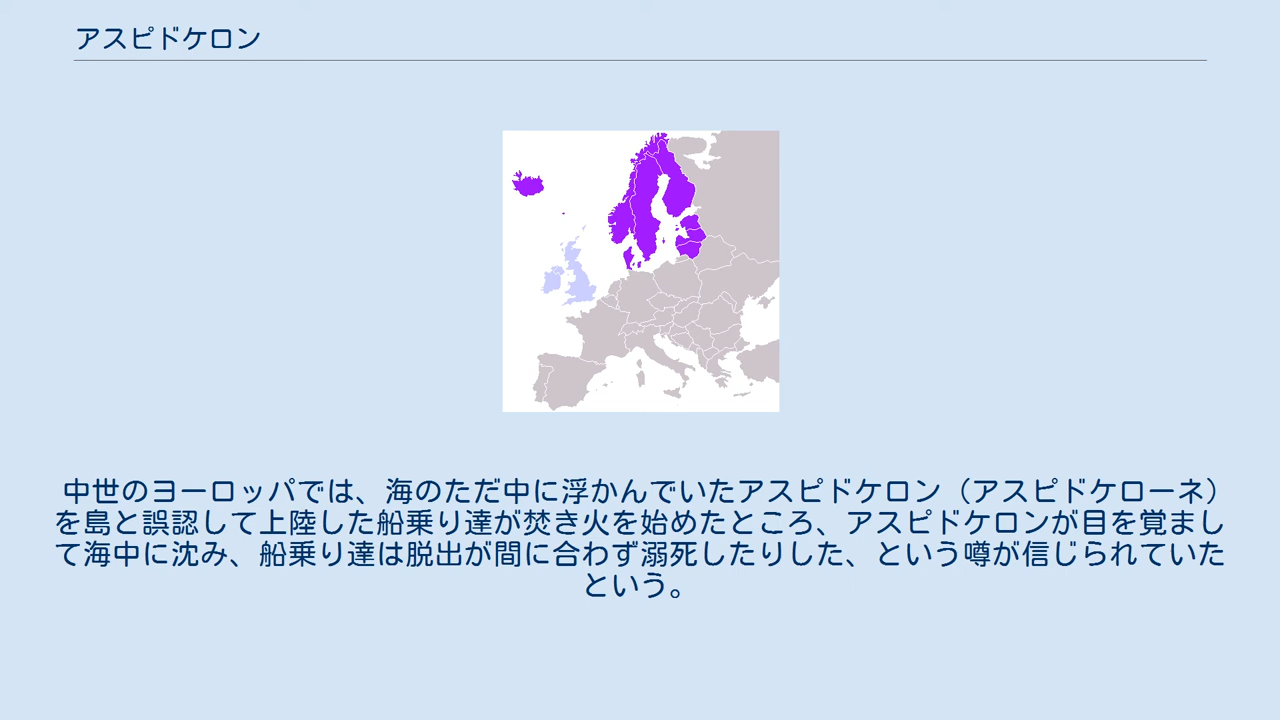 アスピドケロン
中世のヨーロッパでは、海のただ中に浮かんでいたアスピドケロン（アスピドケローネ）
を島と誤認して上陸した船乗り達が焚き火を始めたところ、アスピドケロンが目を覚まし
て海中に沈み、船乗り達は脱出が間に合わず溺死したりした、という噂が信じられていた
という。